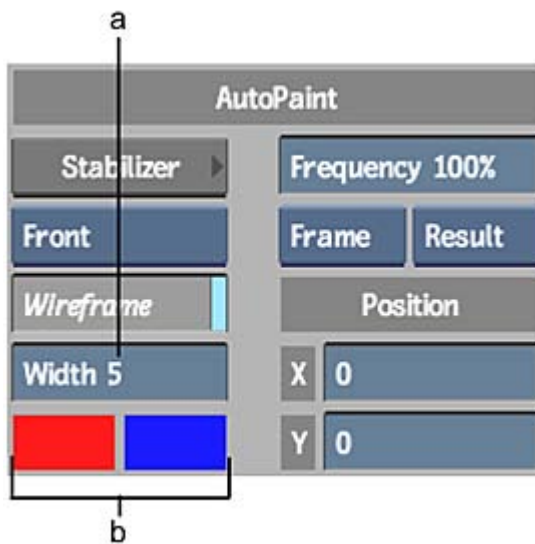 a
AutoPaint
Stabilizer
Frequency 100%
Front
Frame
Result
Wireframe
Position
Width 5
X 0
Y 0
b